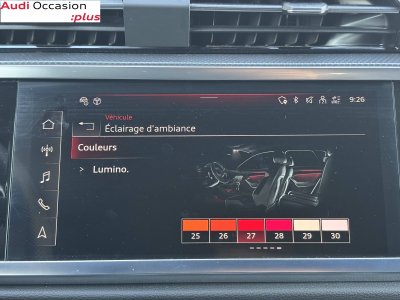 Audi Occasion
:plus
9:26
Véhicule
Éclairage d'ambiance
Couleurs
> Lumino.
25 26 27 28 29 30